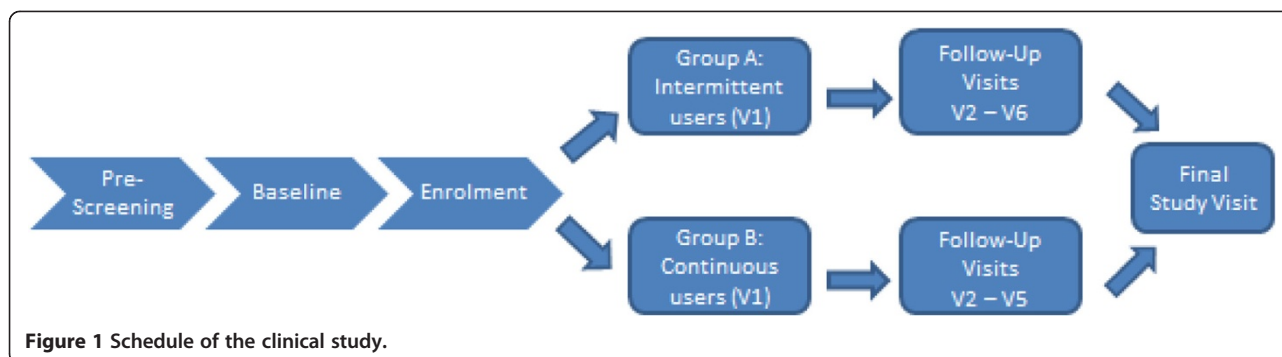 Pre-
Screening
Baseline
Enrolment
Group A:
Intermittent
users (V1)
Follow-Up
Visits
V2 – V6
Group B:
Continuous
users (V1)
Follow-Up
Visits
V2 – V5
Final
Study Visit
Figure 1 Schedule of the clinical study.